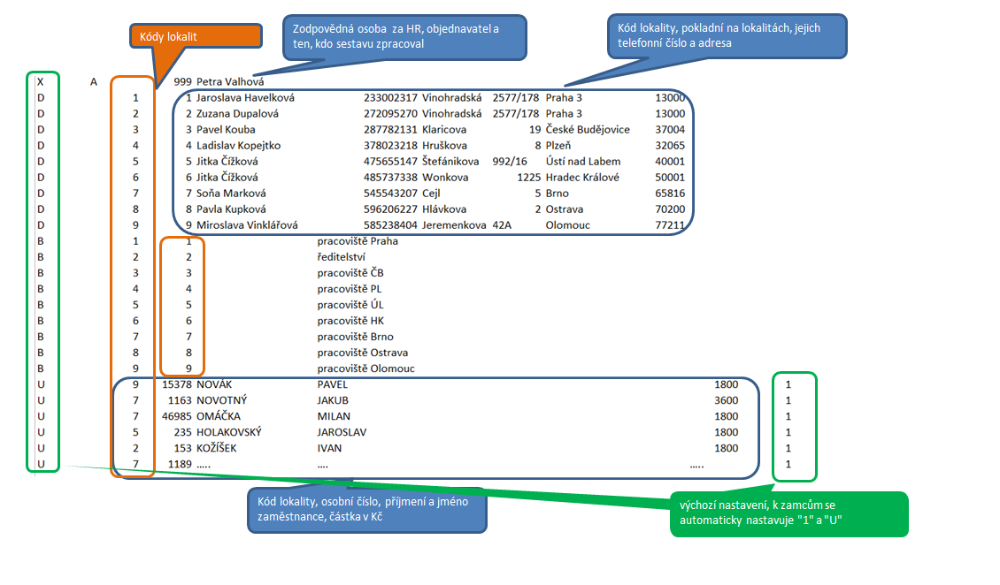 Kódy lokalit
Zodpovědná osoba za HR, objednavatel a
ten, kdo sestavu zpracoval
Kód lokality, pokladní na lokalitách, jejich
telefonní číslo a adresa
X A 999 Petra Valhová
D 1 1 Jaroslava Havelková 233002317 Vinohradská 2577/178 Praha 3 13000
D 2 2 Zuzana Dupalová 272095270 Vinohradská 2577/178 Praha 3 13000
D 3 3 Pavel Kouba 287782131 Klaricova 19 České Budějovice 37004
D 4 4 Ladislav Kopejtko 378023218 Hruškova 8 Plzeň 32065
D 5 5 Jitka Čížková 475655147 Štefánikova 992/16 Ústí nad Labem 40001
D 6 6 Jitka Čížková 485737338 Wonkova 1225 Hradec Králové 50001
D 7 7 Soňa Marková 545543207 Cejl 5 Brno 65816
D 8 8 Pavla Kupková 596206227 Hlávkova 2 Ostrava 70200
D 9 9 Miroslava Vinklářová 585238404 Jeremenkova 42A Olomouc 77211
B 1 1 pracoviště Praha
B 2 2 ředitelství
B 3 3 pracoviště ČB
B 4 4 pracoviště PL
B 5 5 pracoviště ÚL
B 6 6 pracoviště HK
B 7 7 pracoviště Brno
B 8 8 pracoviště Ostrava
B 9 9 pracoviště Olomouc
U 9 15378 NOVÁK PAVEL 1800 1
U 7 1163 NOVOTNÝ JAKUB 3600 1
U 7 46985 OMÁČKA MILAN 1800 1
U 5 235 HOLAKOVSKÝ JAROSLAV 1800 1
U 2 153 KOŽÍŠEK IVAN 1800 1
U 7 1189 ..... .... ..... 1
Kód lokality, osobní číslo, příjmení a jméno
zaměstnance, částka v Kč
výchozí nastavení, k zamcům se
automaticky nastavuje "1" a "U"